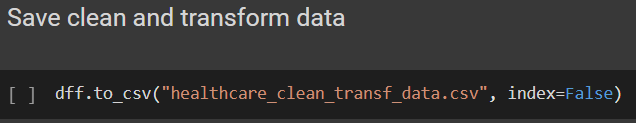 Save clean and transform data
[ ] dff.to_csv("healthcare_clean_transf_data.csv", index=False)